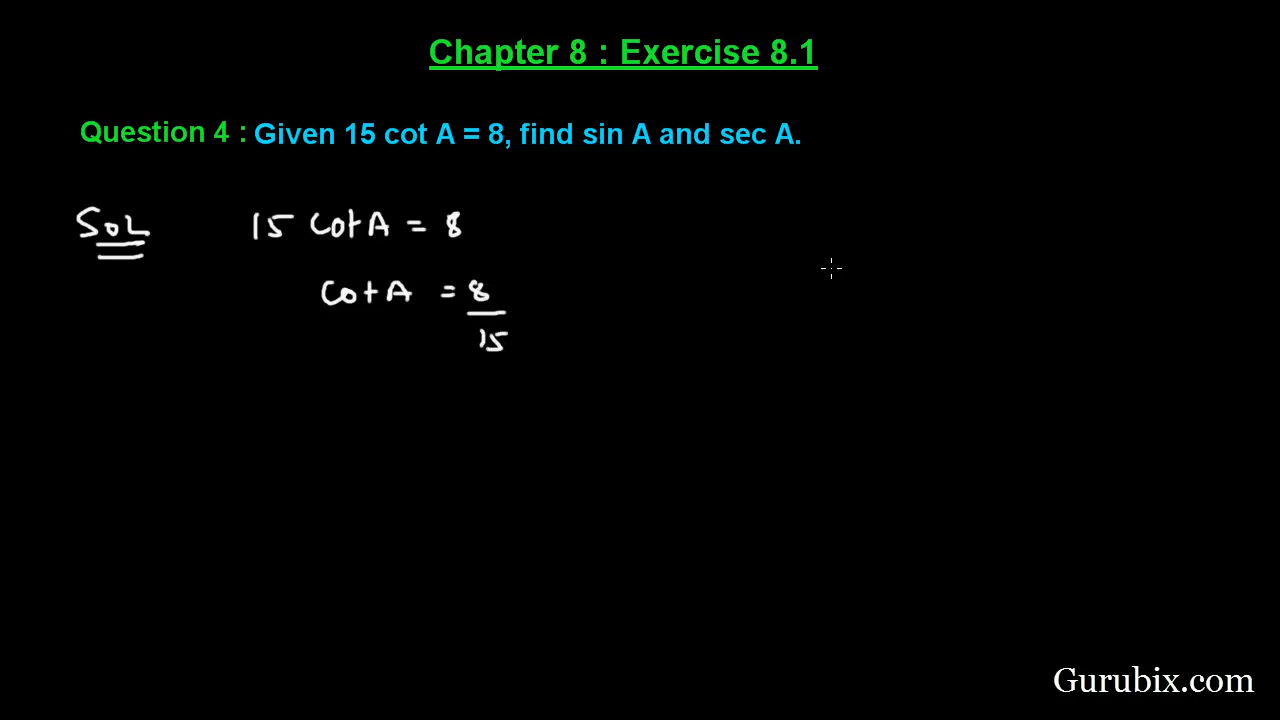 Chapter 8 : Exercise 8.1
Question 4 : Given 15 cot A = 8, find sin A and sec A.
SOL 15 cot A = 8
cot A = 8
15
Gurubix.com